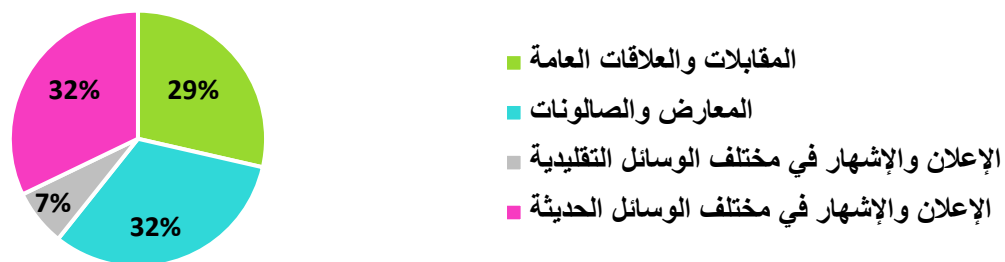 32%
29%
7%
32%
المقابلات والعلاقات العامة
المعارض والصالونات
الإعلان والإشهار في مختلف الوسائل التقليدية
الإعلان والإشهار في مختلف الوسائل الحديثة